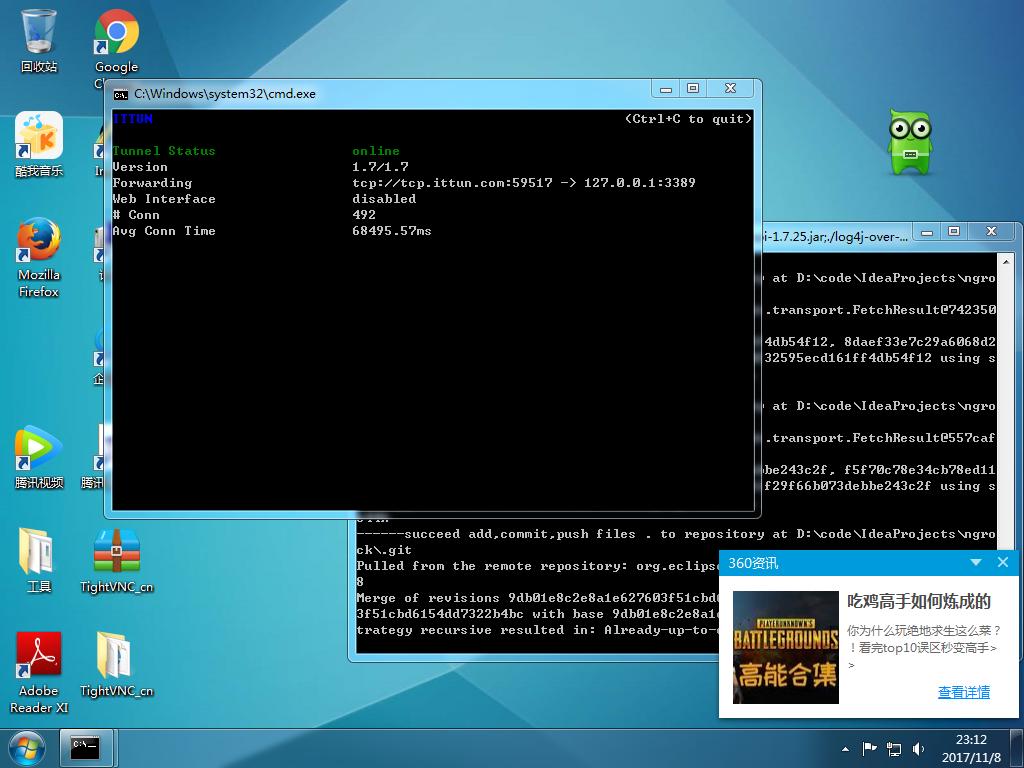 回收站
Google
酷我音乐
Mozilla
Firefox
腾讯视频
腾讯
工具
TightVNC_cn
Adobe
Reader XI
TightVNC_cn
C:\Windows\system32\cmd.exe
ITTUN (Ctrl+C to quit)
Tunnel Status online
Version 1.7/1.7
Forwarding tcp://tcp.ittun.com:59517 -> 127.0.0.1:3389
Web Interface disabled
# Conn 492
Avg Conn Time 68495.57ms
i-1.7.25.jar;./log4j-over-...
at D:\code\IdeaProjects\ngro
.transport.FetchResult@742350
4db54f12, 8daef33e7c29a6068d2
32595ecd161ff4db54f12 using s
at D:\code\IdeaProjects\ngro
.transport.FetchResult@557caf
be243c2f, f5f70c78e34cb78ed11
f29f66b073debbe243c2f using s
------succeed add,commit,push files . to repository at D:\code\IdeaProjects\ngro
ck\.git
Pulled from the remote repository: org.eclips
8
Merge of revisions 9db01e8c2e8a1e627603f51cbd
3f51cbd6154dd7322b4bc with base 9db01e8c2e8a1
trategy recursive resulted in: Already-up-to-
360资讯
PLAYERUNKNOWN'S
BATTLEGROUNDS
高能合集
吃鸡高手如何炼成的
你为什么玩绝地求生这么菜？
！看完top10误区秒变高手>
>
查看详情
23:12
2017/11/8